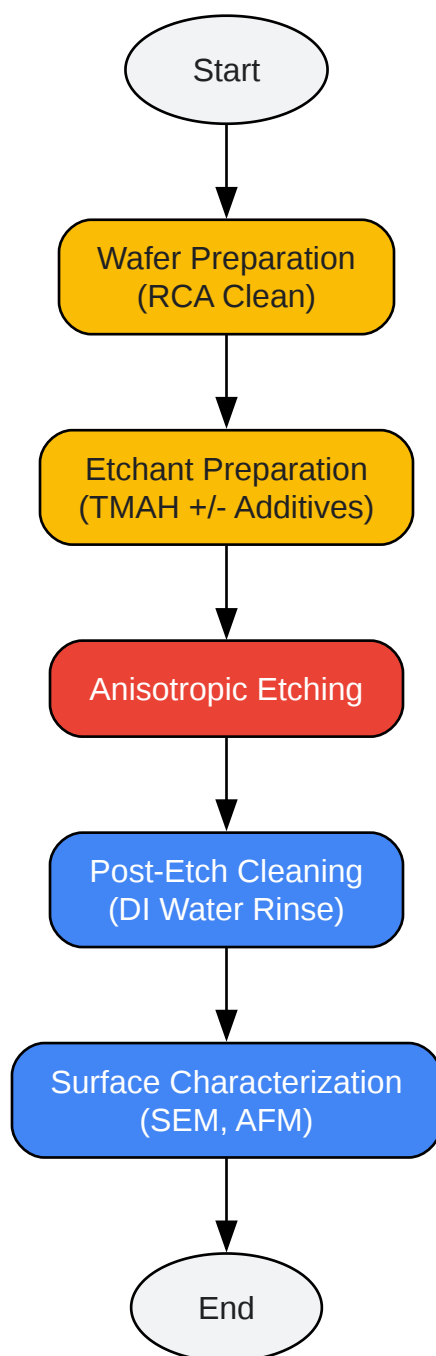 Start
Wafer Preparation
(RCA Clean)
Etchant Preparation
(TMAH +/- Additives)
Anisotropic Etching
Post-Etch Cleaning
(DI Water Rinse)
Surface Characterization
(SEM, AFM)
End